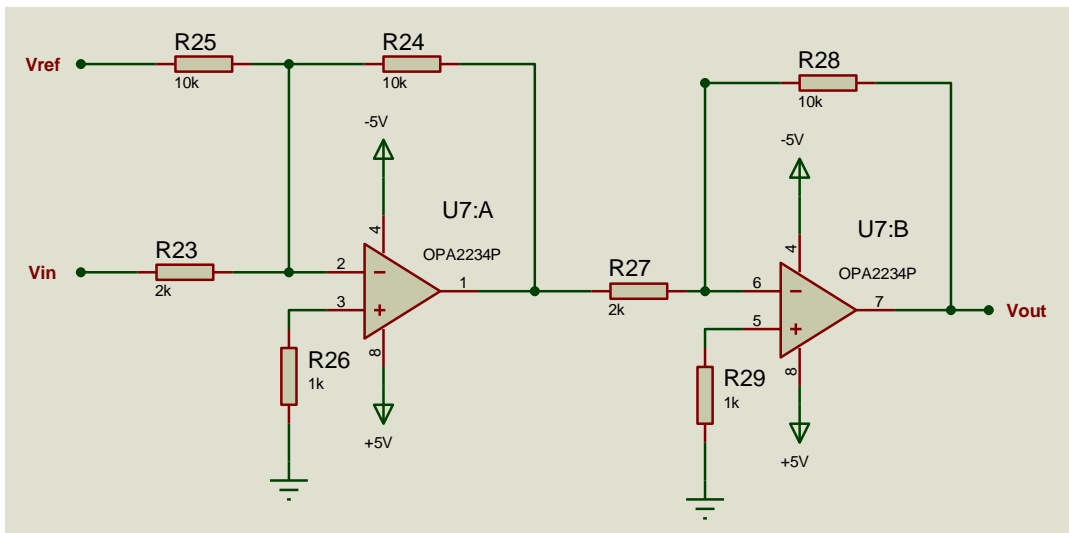 R25
R24
Vref
10k
10k
R28
10k
-5V
-5V
U7:A
4
OPA2234P
U7:B
4
OPA2234P
R23
Vin
2k
2
3
1
R27
2k
6
5
7
Vout
R26
1k
8
+5V
R29
1k
8
+5V